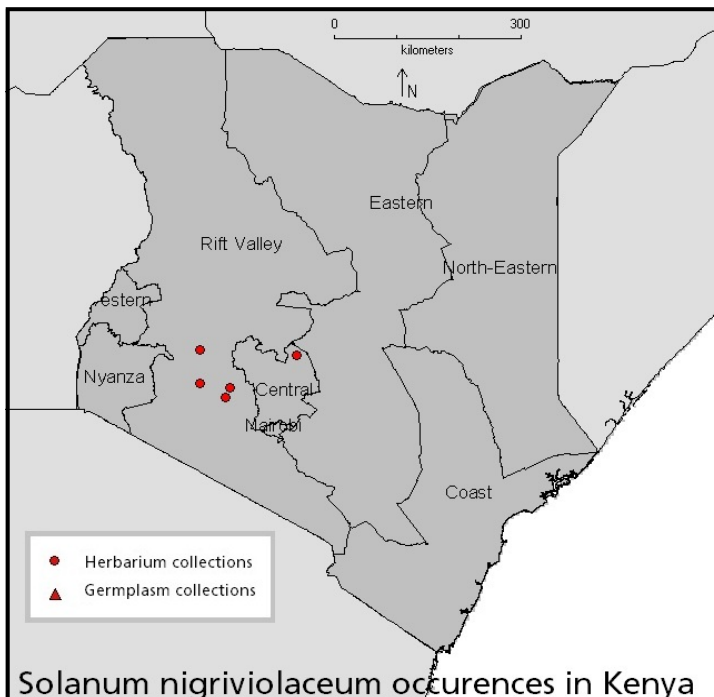 0 300
kilometers
N
Eastern
Rift Valley
North-Eastern
estern
Nyanza
Central
Nairobi
Coast
Herbarium collections
Germplasm collections
Solanum nigriviolaceum occurences in Kenya